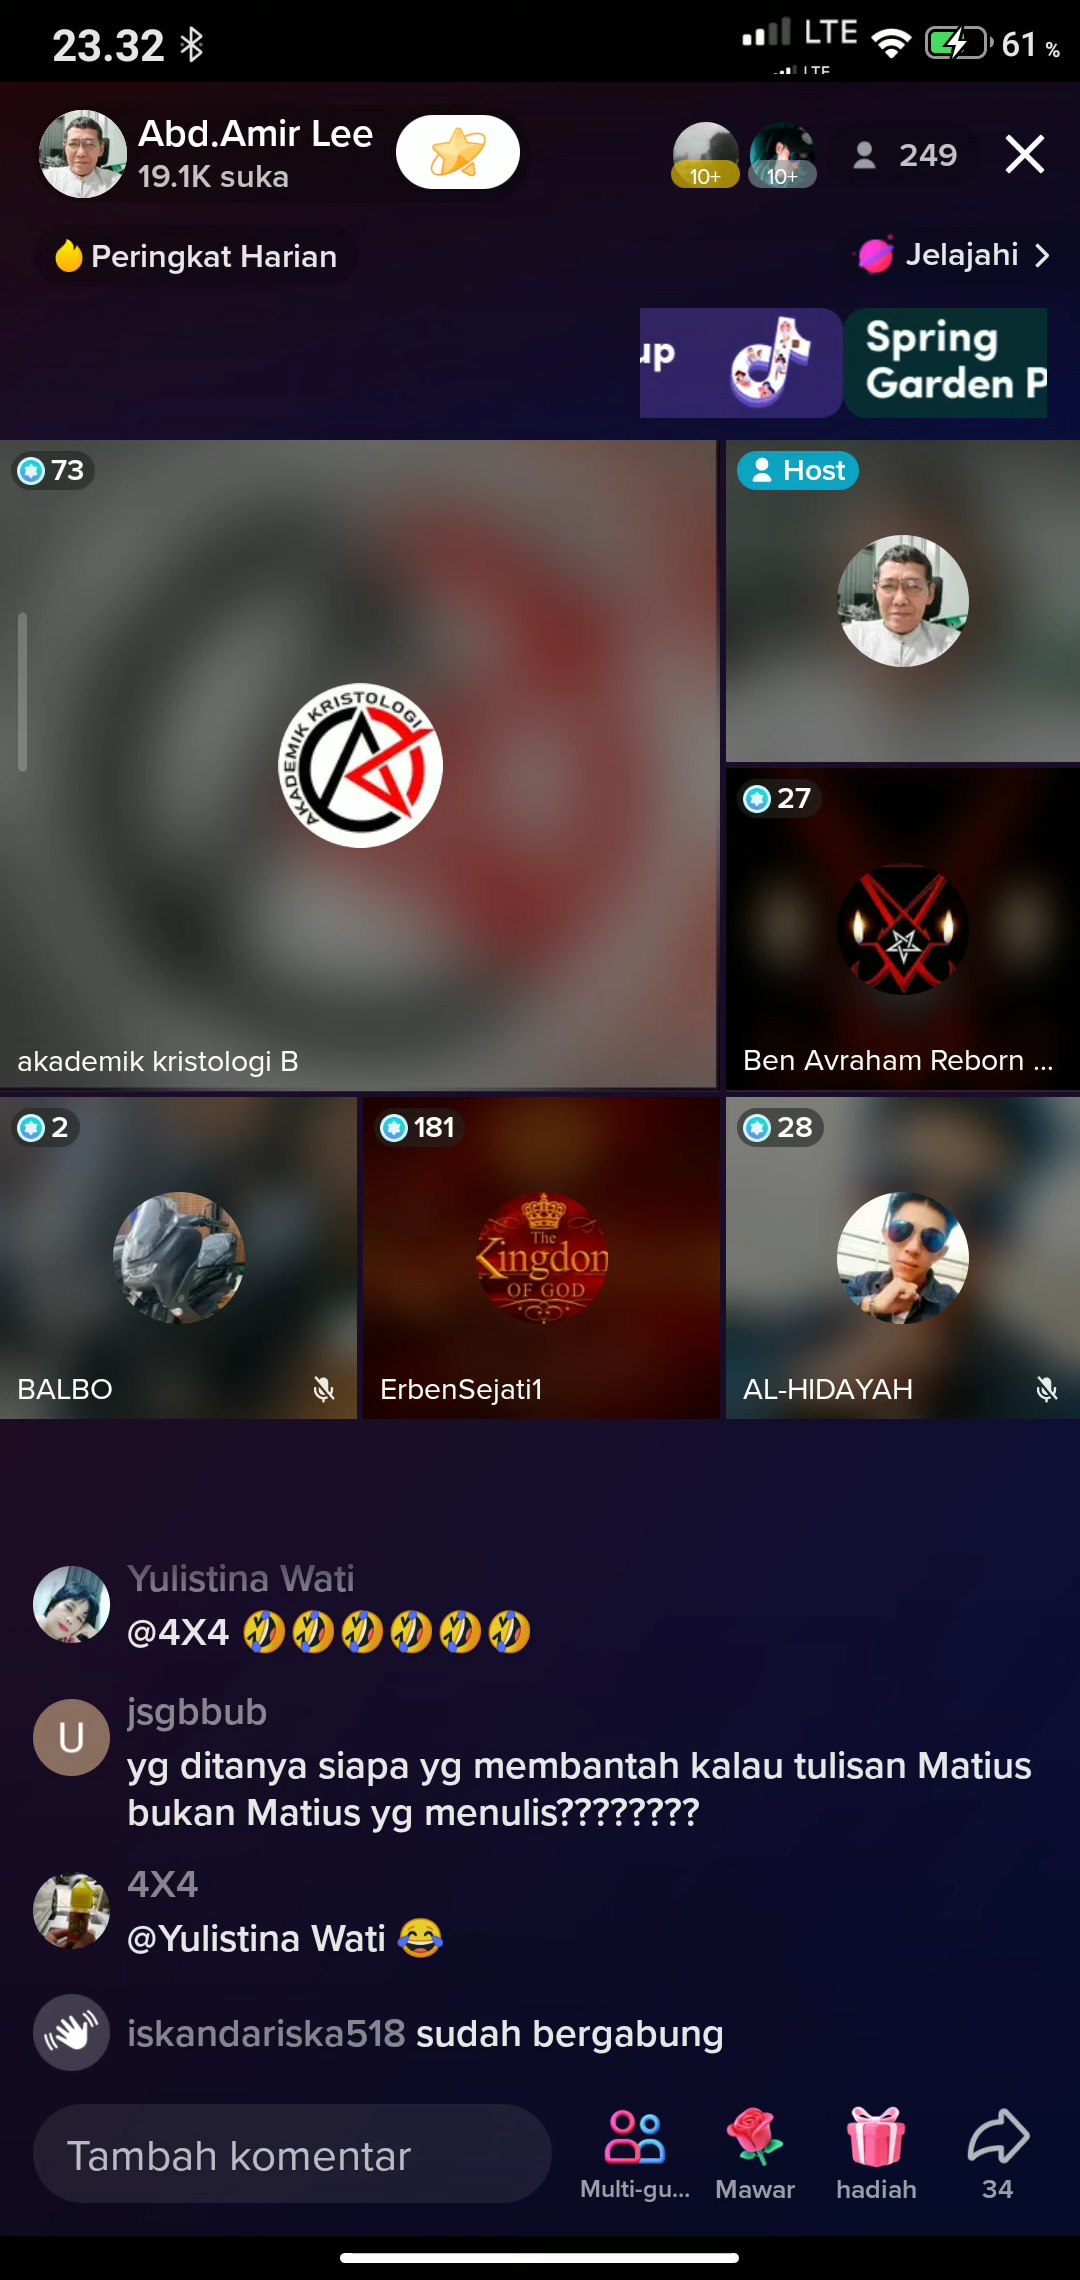 23.32
LTE
61 %
LTE
Abd.Amir Lee
19.1K suka
10+
10+
249
Peringkat Harian
Jelajahi
up
Spring
Garden P
73
Host
AKADEMIK KRISTOLOGI
27
akademik kristologi B
Ben Avraham Reborn ...
2
181
28
The
Kingdom
OF GOD
BALBO
ErbenSejati1
AL-HIDAYAH
Yulistina Wati
@4X4 🤣🤣🤣🤣🤣🤣
U
jsgbbub
yg ditanya siapa yg membantah kalau tulisan Matius
bukan Matius yg menulis????????
4X4
@Yulistina Wati 😂
iskandariska518 sudah bergabung
Tambah komentar
Multi-gu...
Mawar
hadiah
34